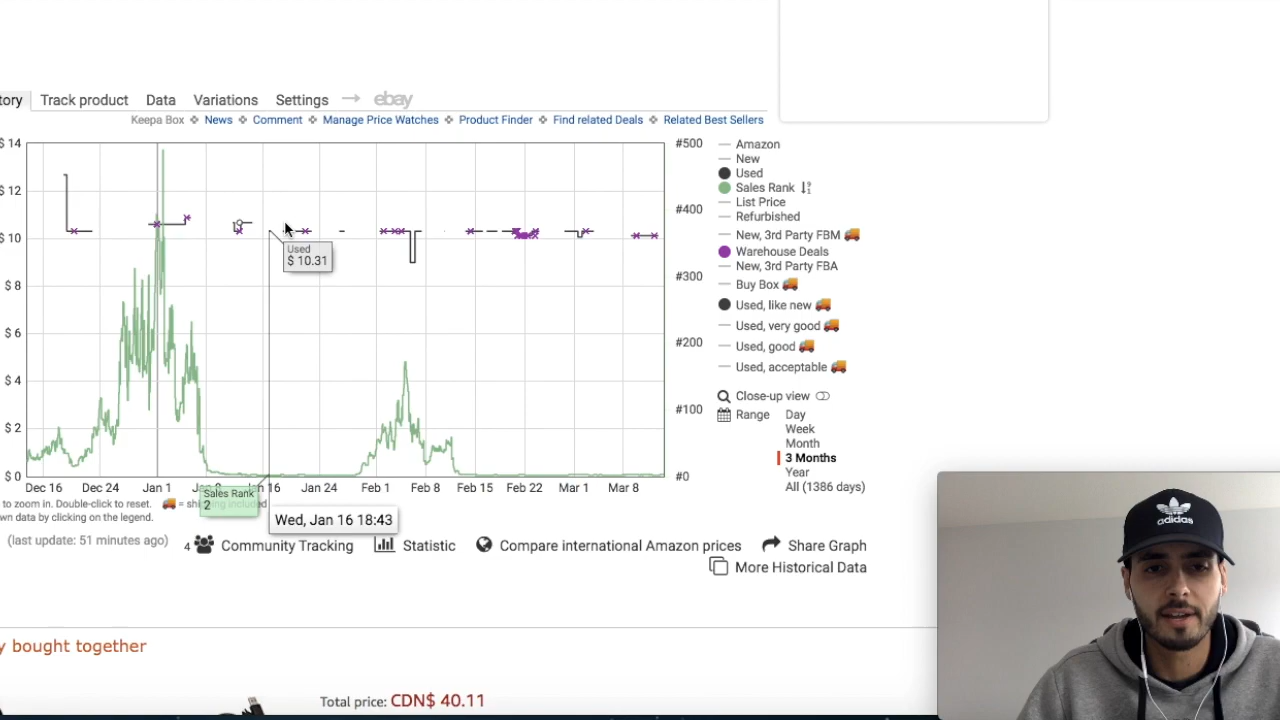 tory Track product Data Variations Settings ebay
Keepa Box News Comment Manage Price Watches Product Finder Find related Deals Related Best Sellers
$ 14
$ 12
$ 10
$ 8
$ 6
$ 4
$ 2
$ 0
#500
#400
#300
#200
#100
#0
Used
$ 10.31
Dec 16 Dec 24 Jan 1 Jan 16 Jan 24 Feb 1 Feb 8 Feb 15 Feb 22 Mar 1 Mar 8
Sales Rank
2
Wed, Jan 16 18:43
Amazon
New
Used
Sales Rank
List Price
Refurbished
New, 3rd Party FBM
Warehouse Deals
New, 3rd Party FBA
Buy Box
Used, like new
Used, very good
Used, good
Used, acceptable
Close-up view
Range
Day
Week
Month
3 Months
Year
All (1386 days)
to zoom in. Double-click to reset. = shipping included
wn data by clicking on the legend.
(last update: 51 minutes ago) 4 Community Tracking Statistic Compare international Amazon prices Share Graph
More Historical Data
y bought together
Total price: CDN$ 40.11
adidas